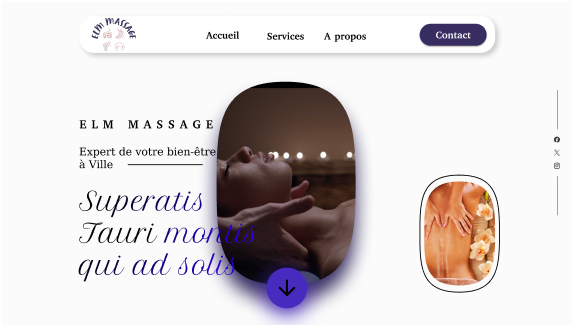 ELM MASSAGE
Accueil
Services
A propos
Contact
ELM MASSAGE
Expert de votre bien-être
à Ville
Superatis
Tauri montis
qui ad solis